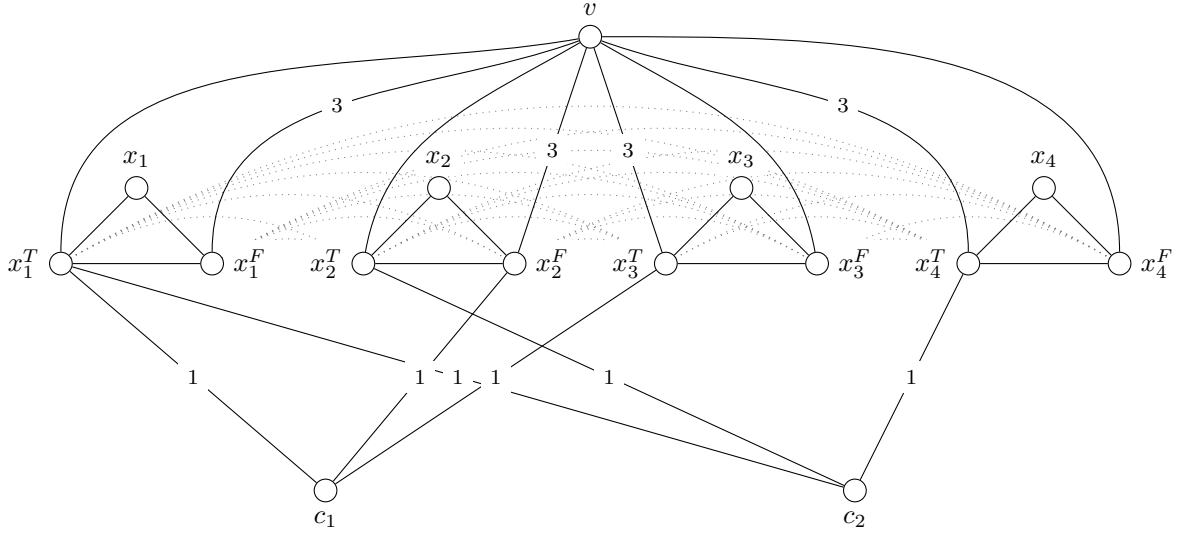 v
3 3
3 3
x₁ x₂ x₃ x₄
x₁ᵀ x₁ᶠ x₂ᵀ x₂ᶠ x₃ᵀ x₃ᶠ x₄ᵀ x₄ᶠ
1 1 1 1 1 1
c₁ c₂